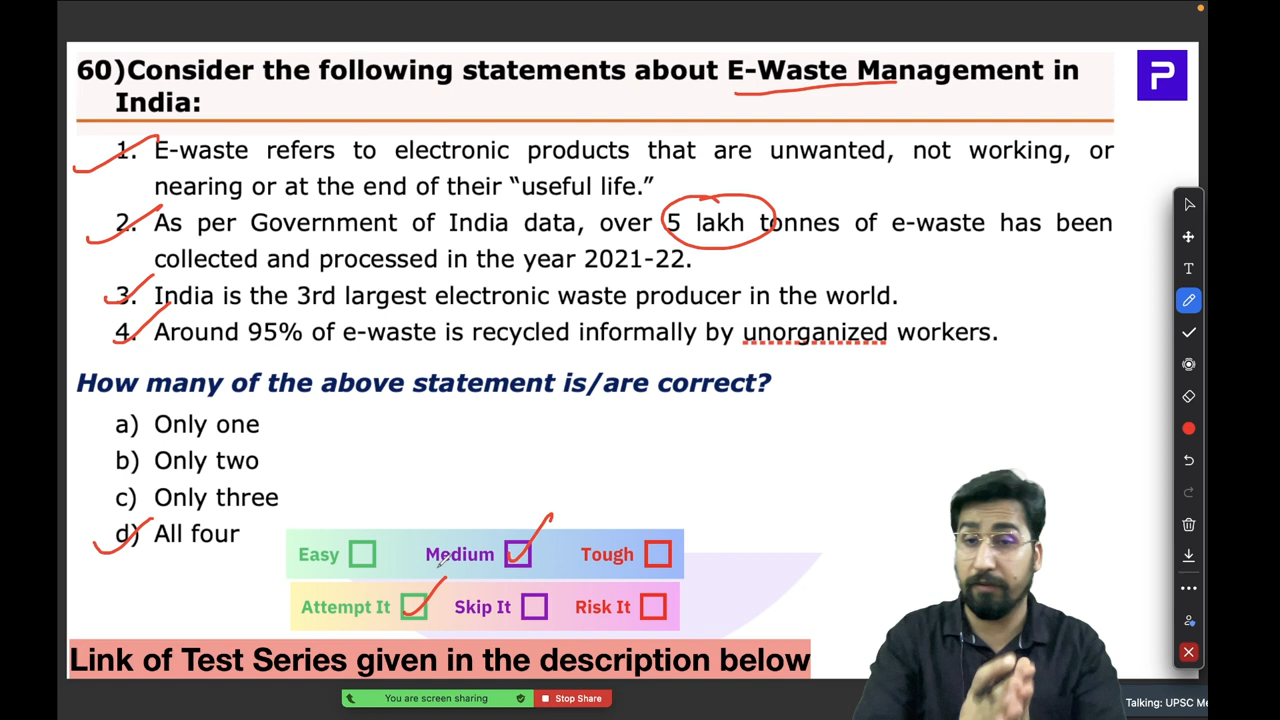 60)Consider the following statements about E-Waste Management in
India:
1. E-waste refers to electronic products that are unwanted, not working, or
nearing or at the end of their “useful life.”
2. As per Government of India data, over 5 lakh tonnes of e-waste has been
collected and processed in the year 2021-22.
3. India is the 3rd largest electronic waste producer in the world.
4. Around 95% of e-waste is recycled informally by unorganized workers.
How many of the above statement is/are correct?
a) Only one
b) Only two
c) Only three
d) All four
Easy Medium Tough
Attempt It Skip It Risk It
Link of Test Series given in the description below
You are screen sharing Stop Share
Talking: UPSC Me